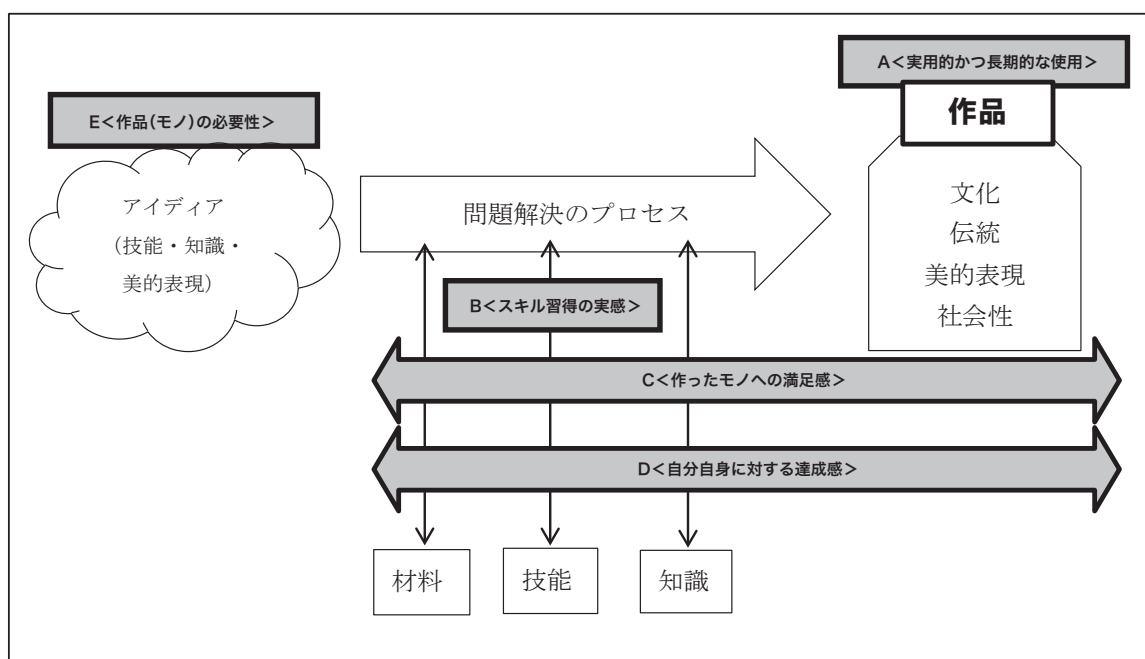 A＜実用的かつ長期的な使用＞
作品
E＜作品（モノ）の必要性＞
アイディア
（技能・知識・
美的表現）
問題解決のプロセス
文化
伝統
美的表現
社会性
B＜スキル習得の実感＞
C＜作ったモノへの満足感＞
D＜自分自身に対する達成感＞
材料
技能
知識